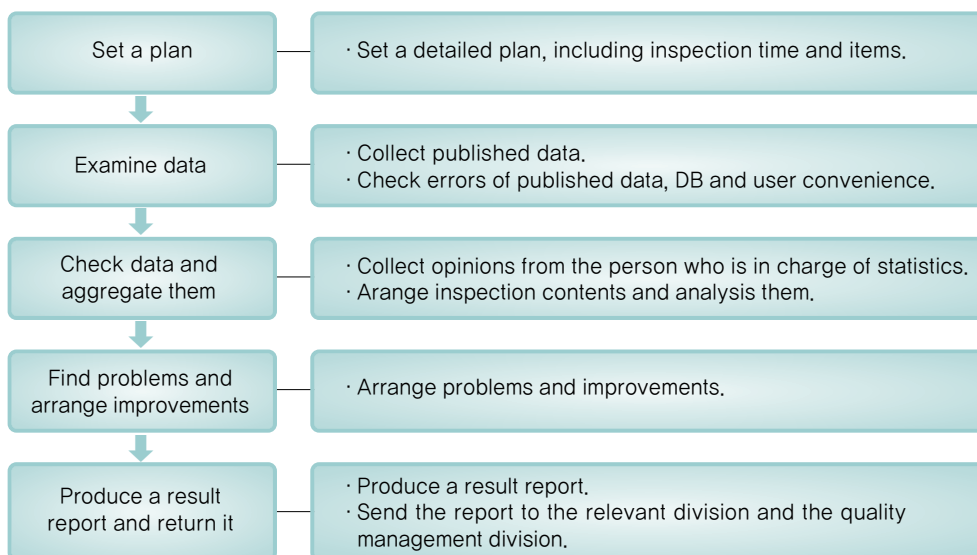 Set a plan
· Set a detailed plan, including inspection time and items.
Examine data
· Collect published data.
· Check errors of published data, DB and user convenience.
Check data and
aggregate them
· Collect opinions from the person who is in charge of statistics.
· Arange inspection contents and analysis them.
Find problems and
arrange improvements
· Arrange problems and improvements.
Produce a result
report and return it
· Produce a result report.
· Send the report to the relevant division and the quality
management division.